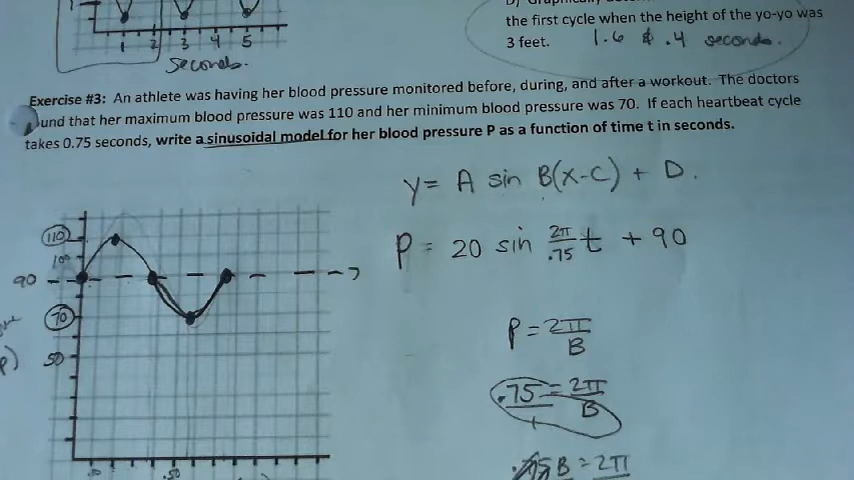 1 2 3 4 5
seconds.
the first cycle when the height of the yo-yo was
3 feet. 1.6 & .4 seconds.
Exercise #3: An athlete was having her blood pressure monitored before, during, and after a workout. The doctors
und that her maximum blood pressure was 110 and her minimum blood pressure was 70. If each heartbeat cycle
takes 0.75 seconds, write a sinusoidal model for her blood pressure P as a function of time t in seconds.
y= A sin B(x-C) + D.
P = 20 sin 2π/.75 t + 90
110
100
90
70
50
P = 2π/B
.75 = 2π/B
1
.75B = 2π
.50